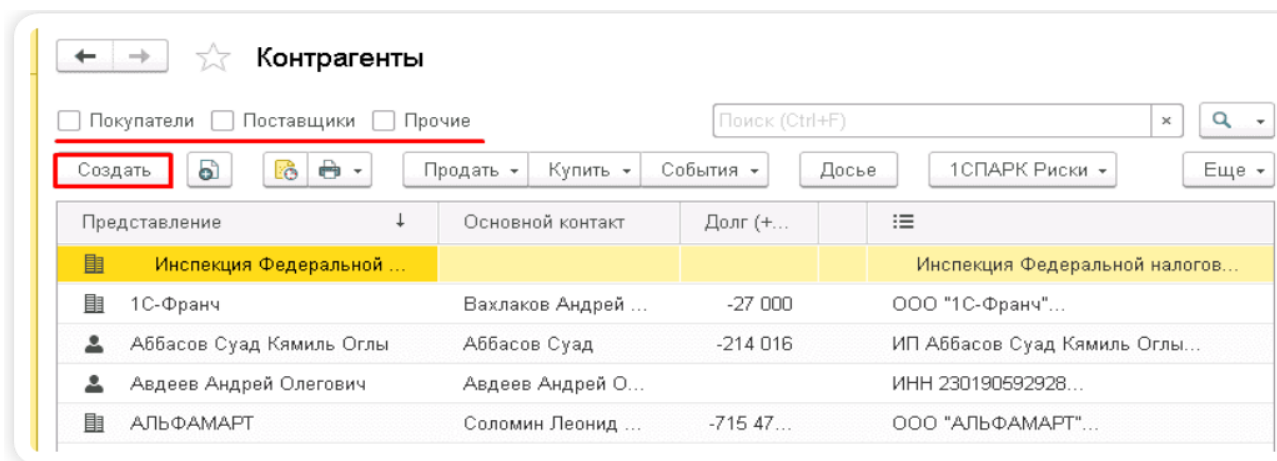 Контрагенты
Покупатели Поставщики Прочие Поиск (Ctrl+F) ×
Создать Продать Купить События Досье 1СПАРК Риски Еще
Представление ↓ Основной контакт Долг (+...
Инспекция Федеральной ... Инспекция Федеральной налогов...
1С-Франч Вахлаков Андрей ... -27 000 ООО "1С-Франч"...
Аббасов Суад Кямиль Оглы Аббасов Суад -214 016 ИП Аббасов Суад Кямиль Оглы...
Авдеев Андрей Олегович Авдеев Андрей О... ИНН 230190592928...
АЛЬФАМАРТ Соломин Леонид ... -715 47... ООО "АЛЬФАМАРТ"...